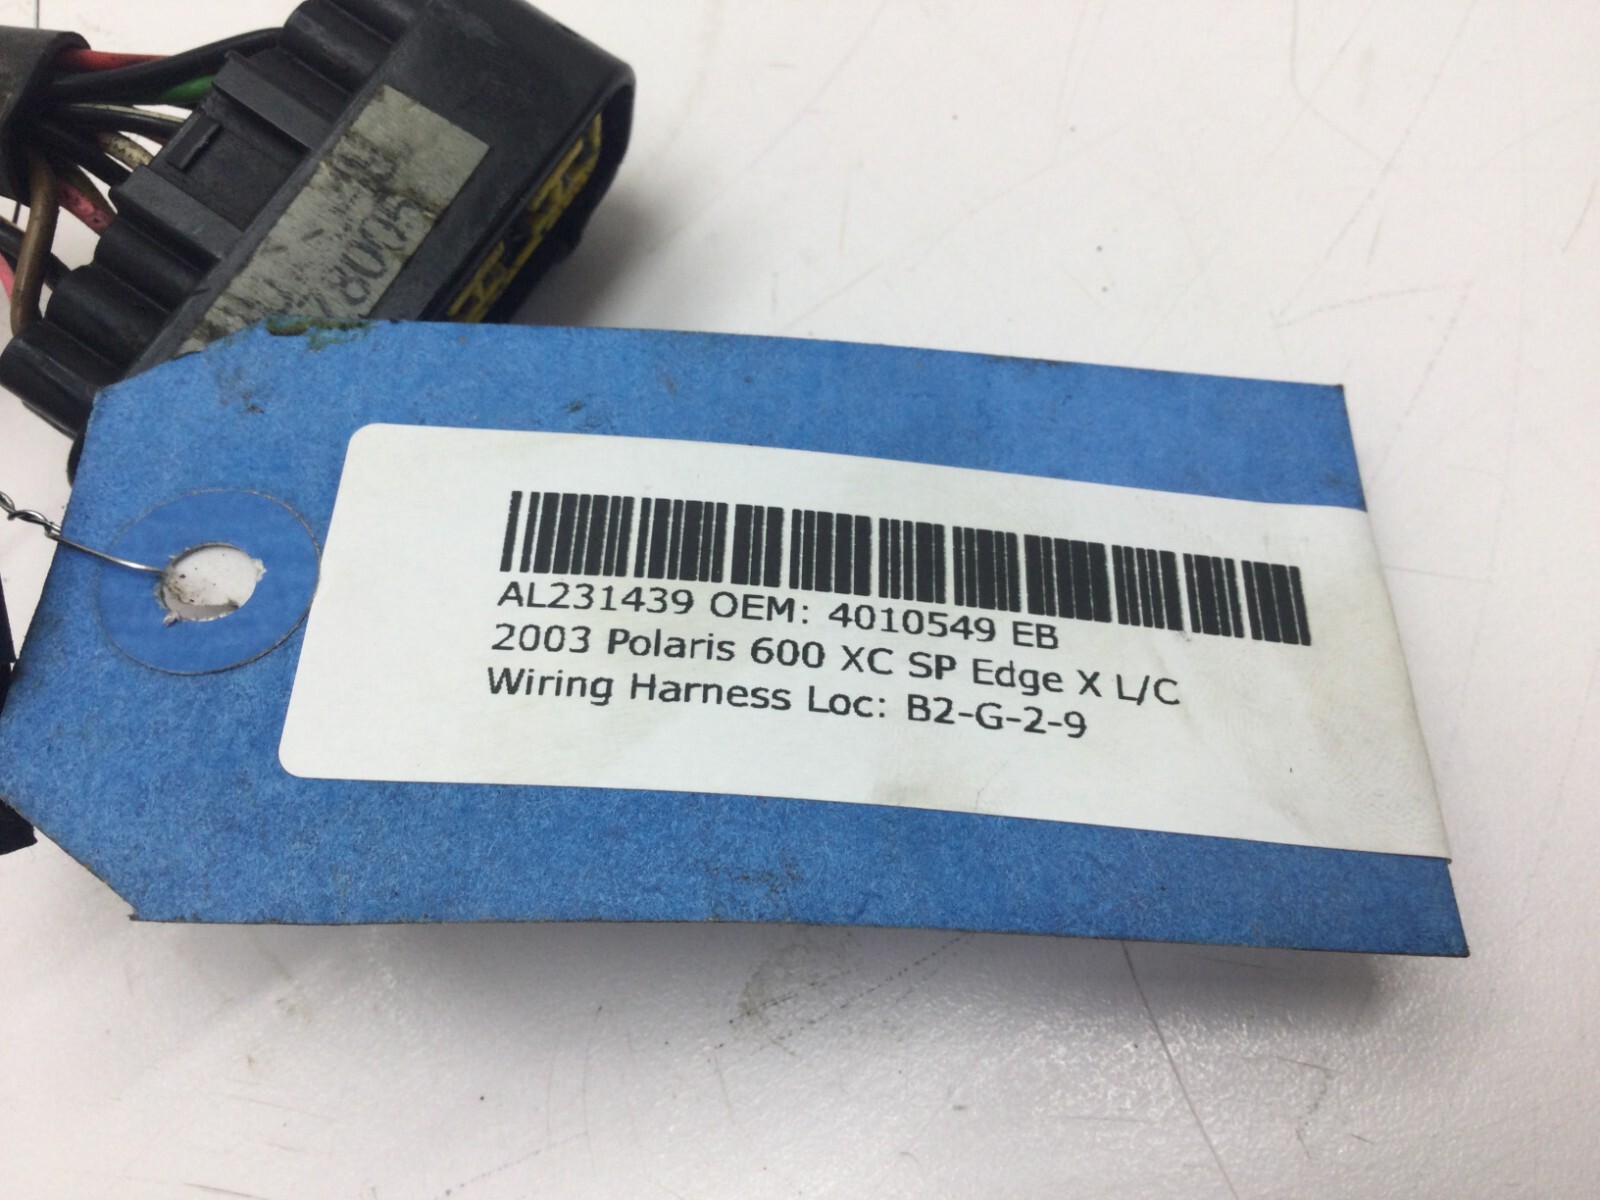 AL231439 OEM: 4010549 EB
2003 Polaris 600 XC SP Edge X L/C
Wiring Harness Loc: B2-G-2-9